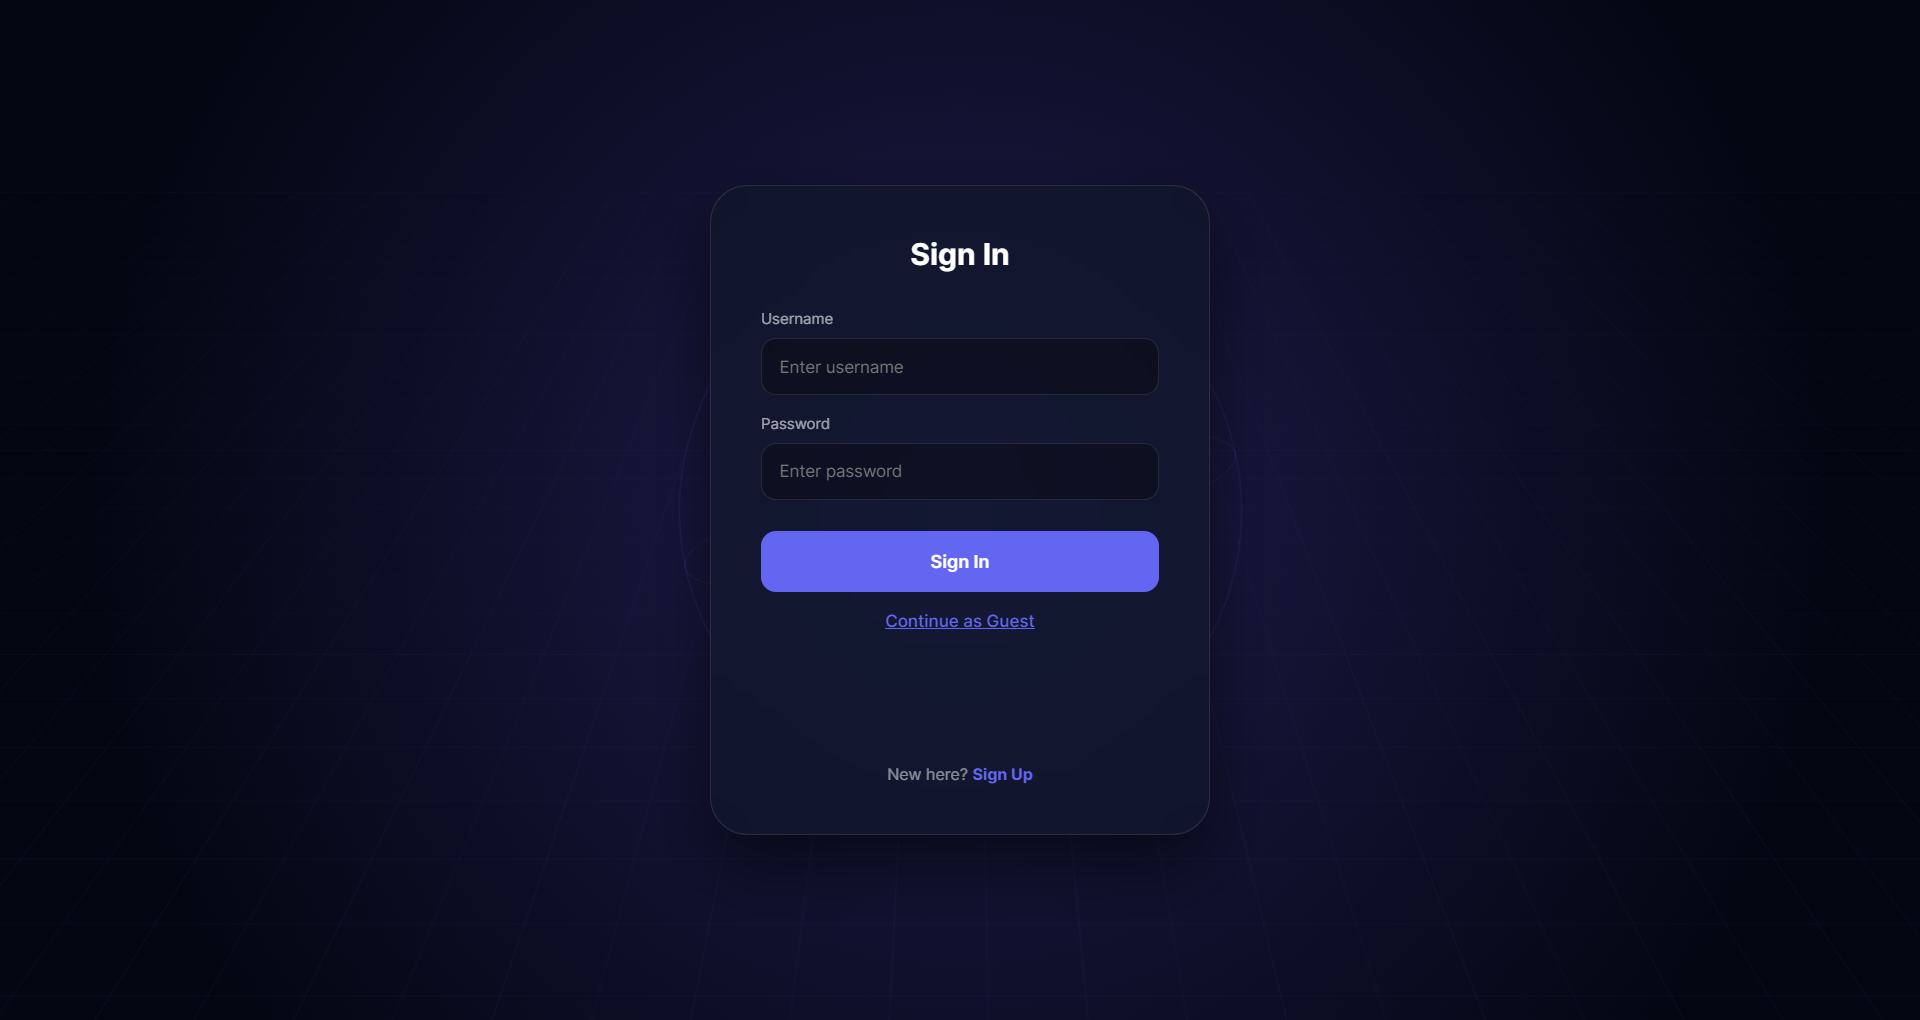 Sign In
Username
Enter username
Password
Enter password
Sign In
Continue as Guest
New here? Sign Up